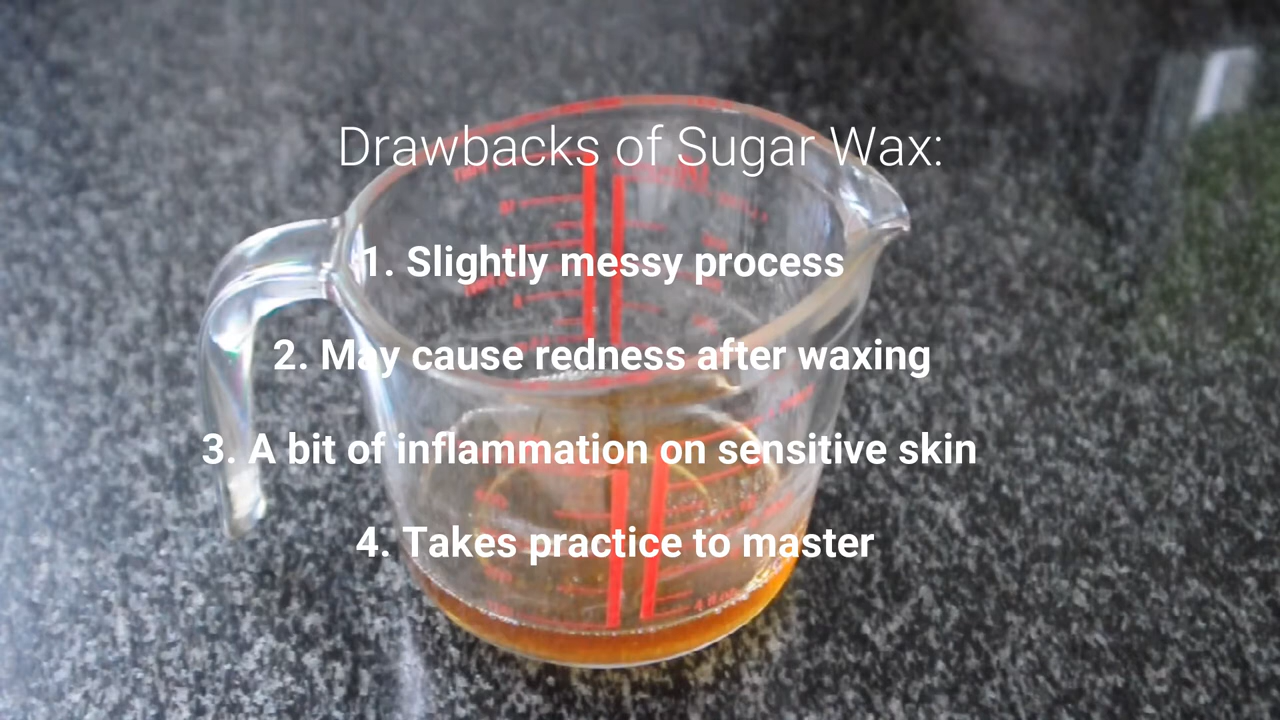 Drawbacks of Sugar Wax:
1. Slightly messy process
2. May cause redness after waxing
3. A bit of inflammation on sensitive skin
4. Takes practice to master